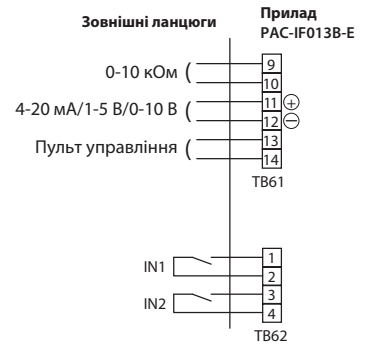 Зовнішні ланцюги
Прилад
PAC-IF013B-E
0-10 кОм
9
10
4-20 мА/1-5 В/0-10 В
11 +
12 −
Пульт управління
13
14
TB61
IN1
1
2
IN2
3
4
TB62